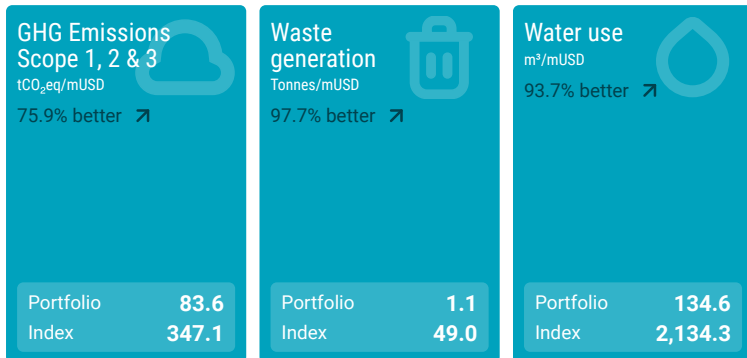 GHG Emissions
Scope 1, 2 & 3
tCO₂eq/mUSD
75.9% better
Portfolio 83.6
Index 347.1
Waste
generation
Tonnes/mUSD
97.7% better
Portfolio 1.1
Index 49.0
Water use
m³/mUSD
93.7% better
Portfolio 134.6
Index 2,134.3